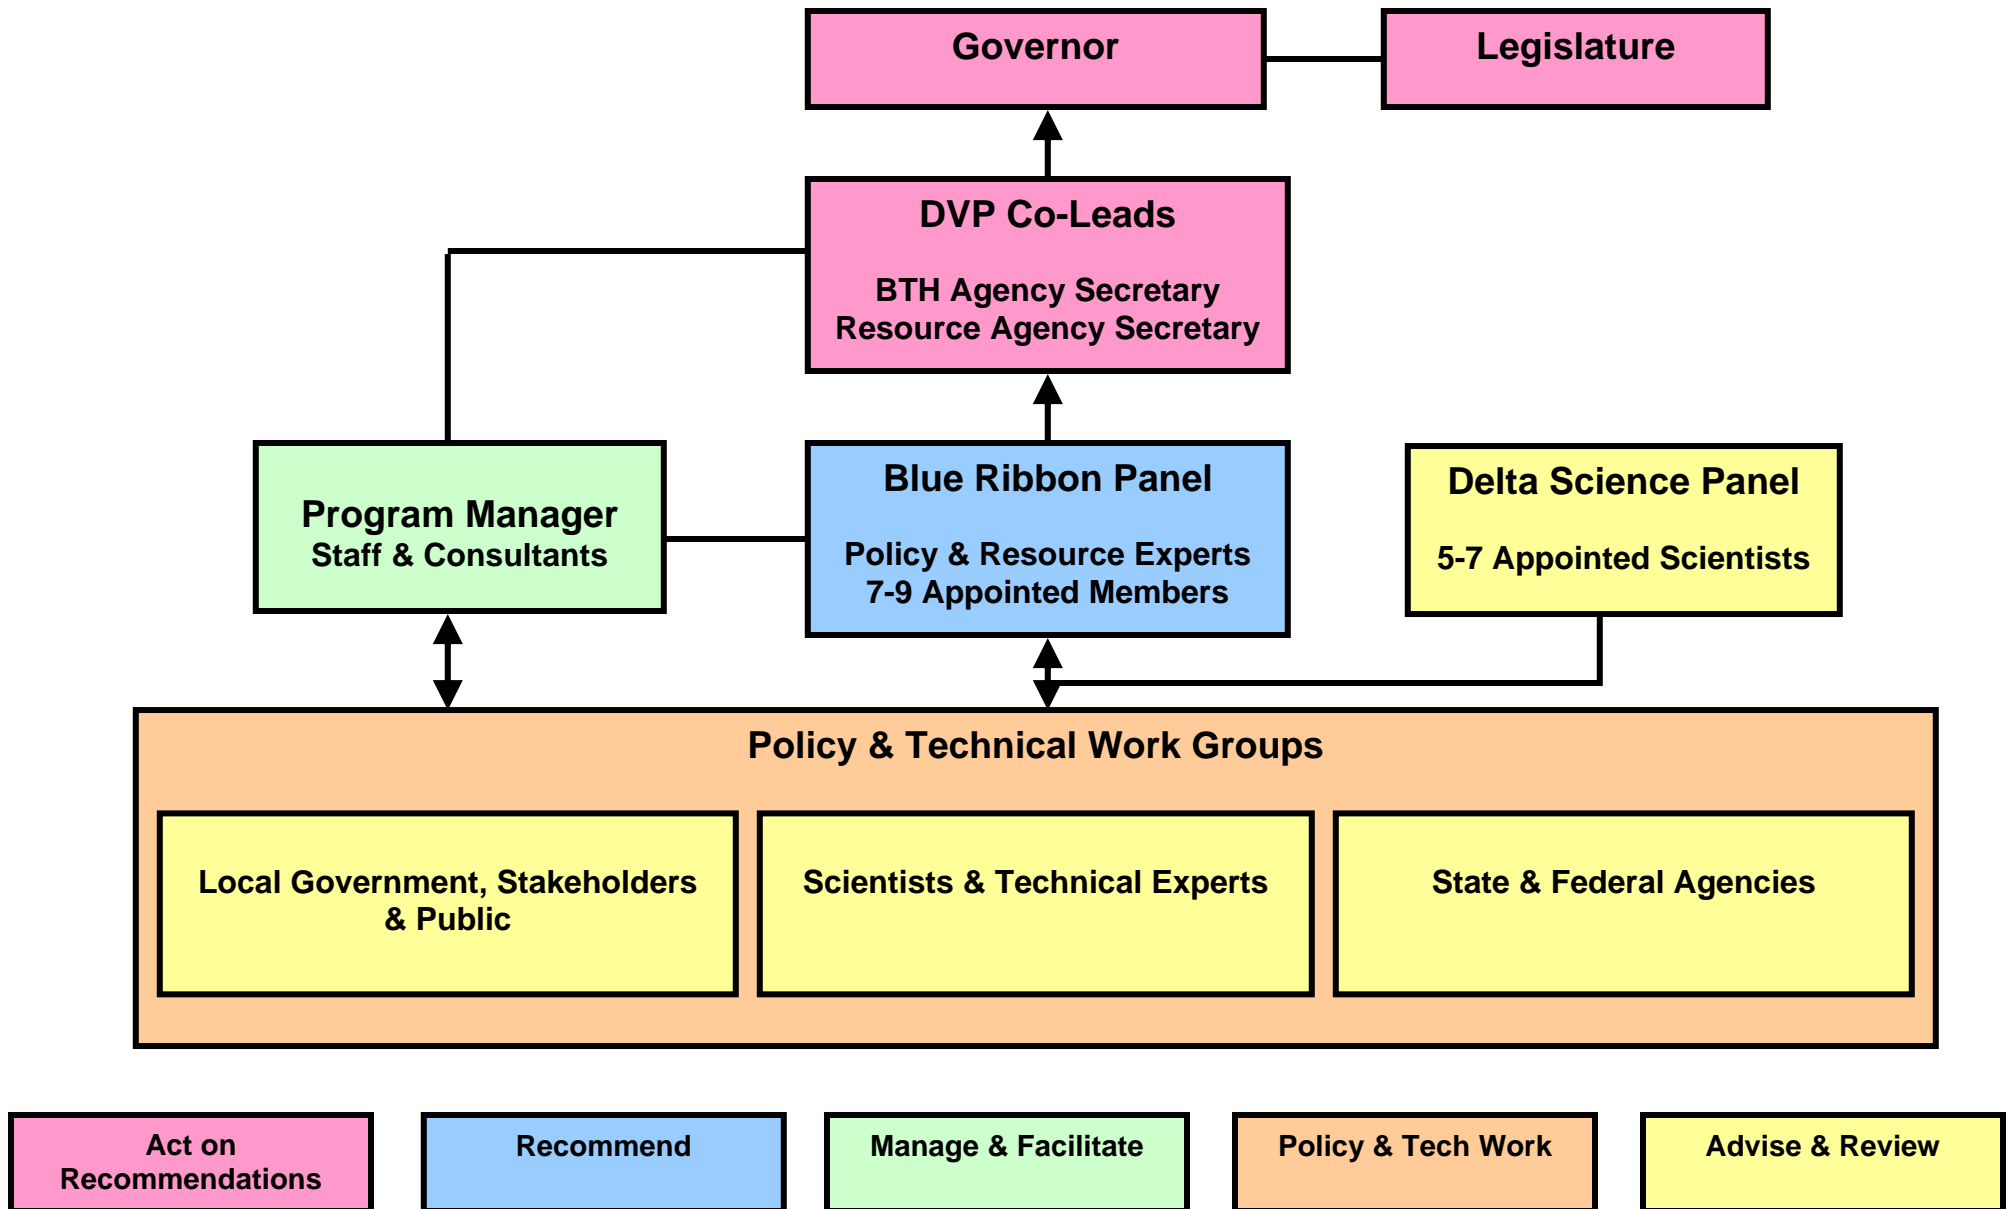 Governor
Legislature
DVP Co-Leads
BTH Agency Secretary
Resource Agency Secretary
Program Manager
Staff & Consultants
Blue Ribbon Panel
Policy & Resource Experts
7-9 Appointed Members
Delta Science Panel
5-7 Appointed Scientists
Policy & Technical Work Groups
Local Government, Stakeholders
& Public
Scientists & Technical Experts
State & Federal Agencies
Act on
Recommendations
Recommend
Manage & Facilitate
Policy & Tech Work
Advise & Review